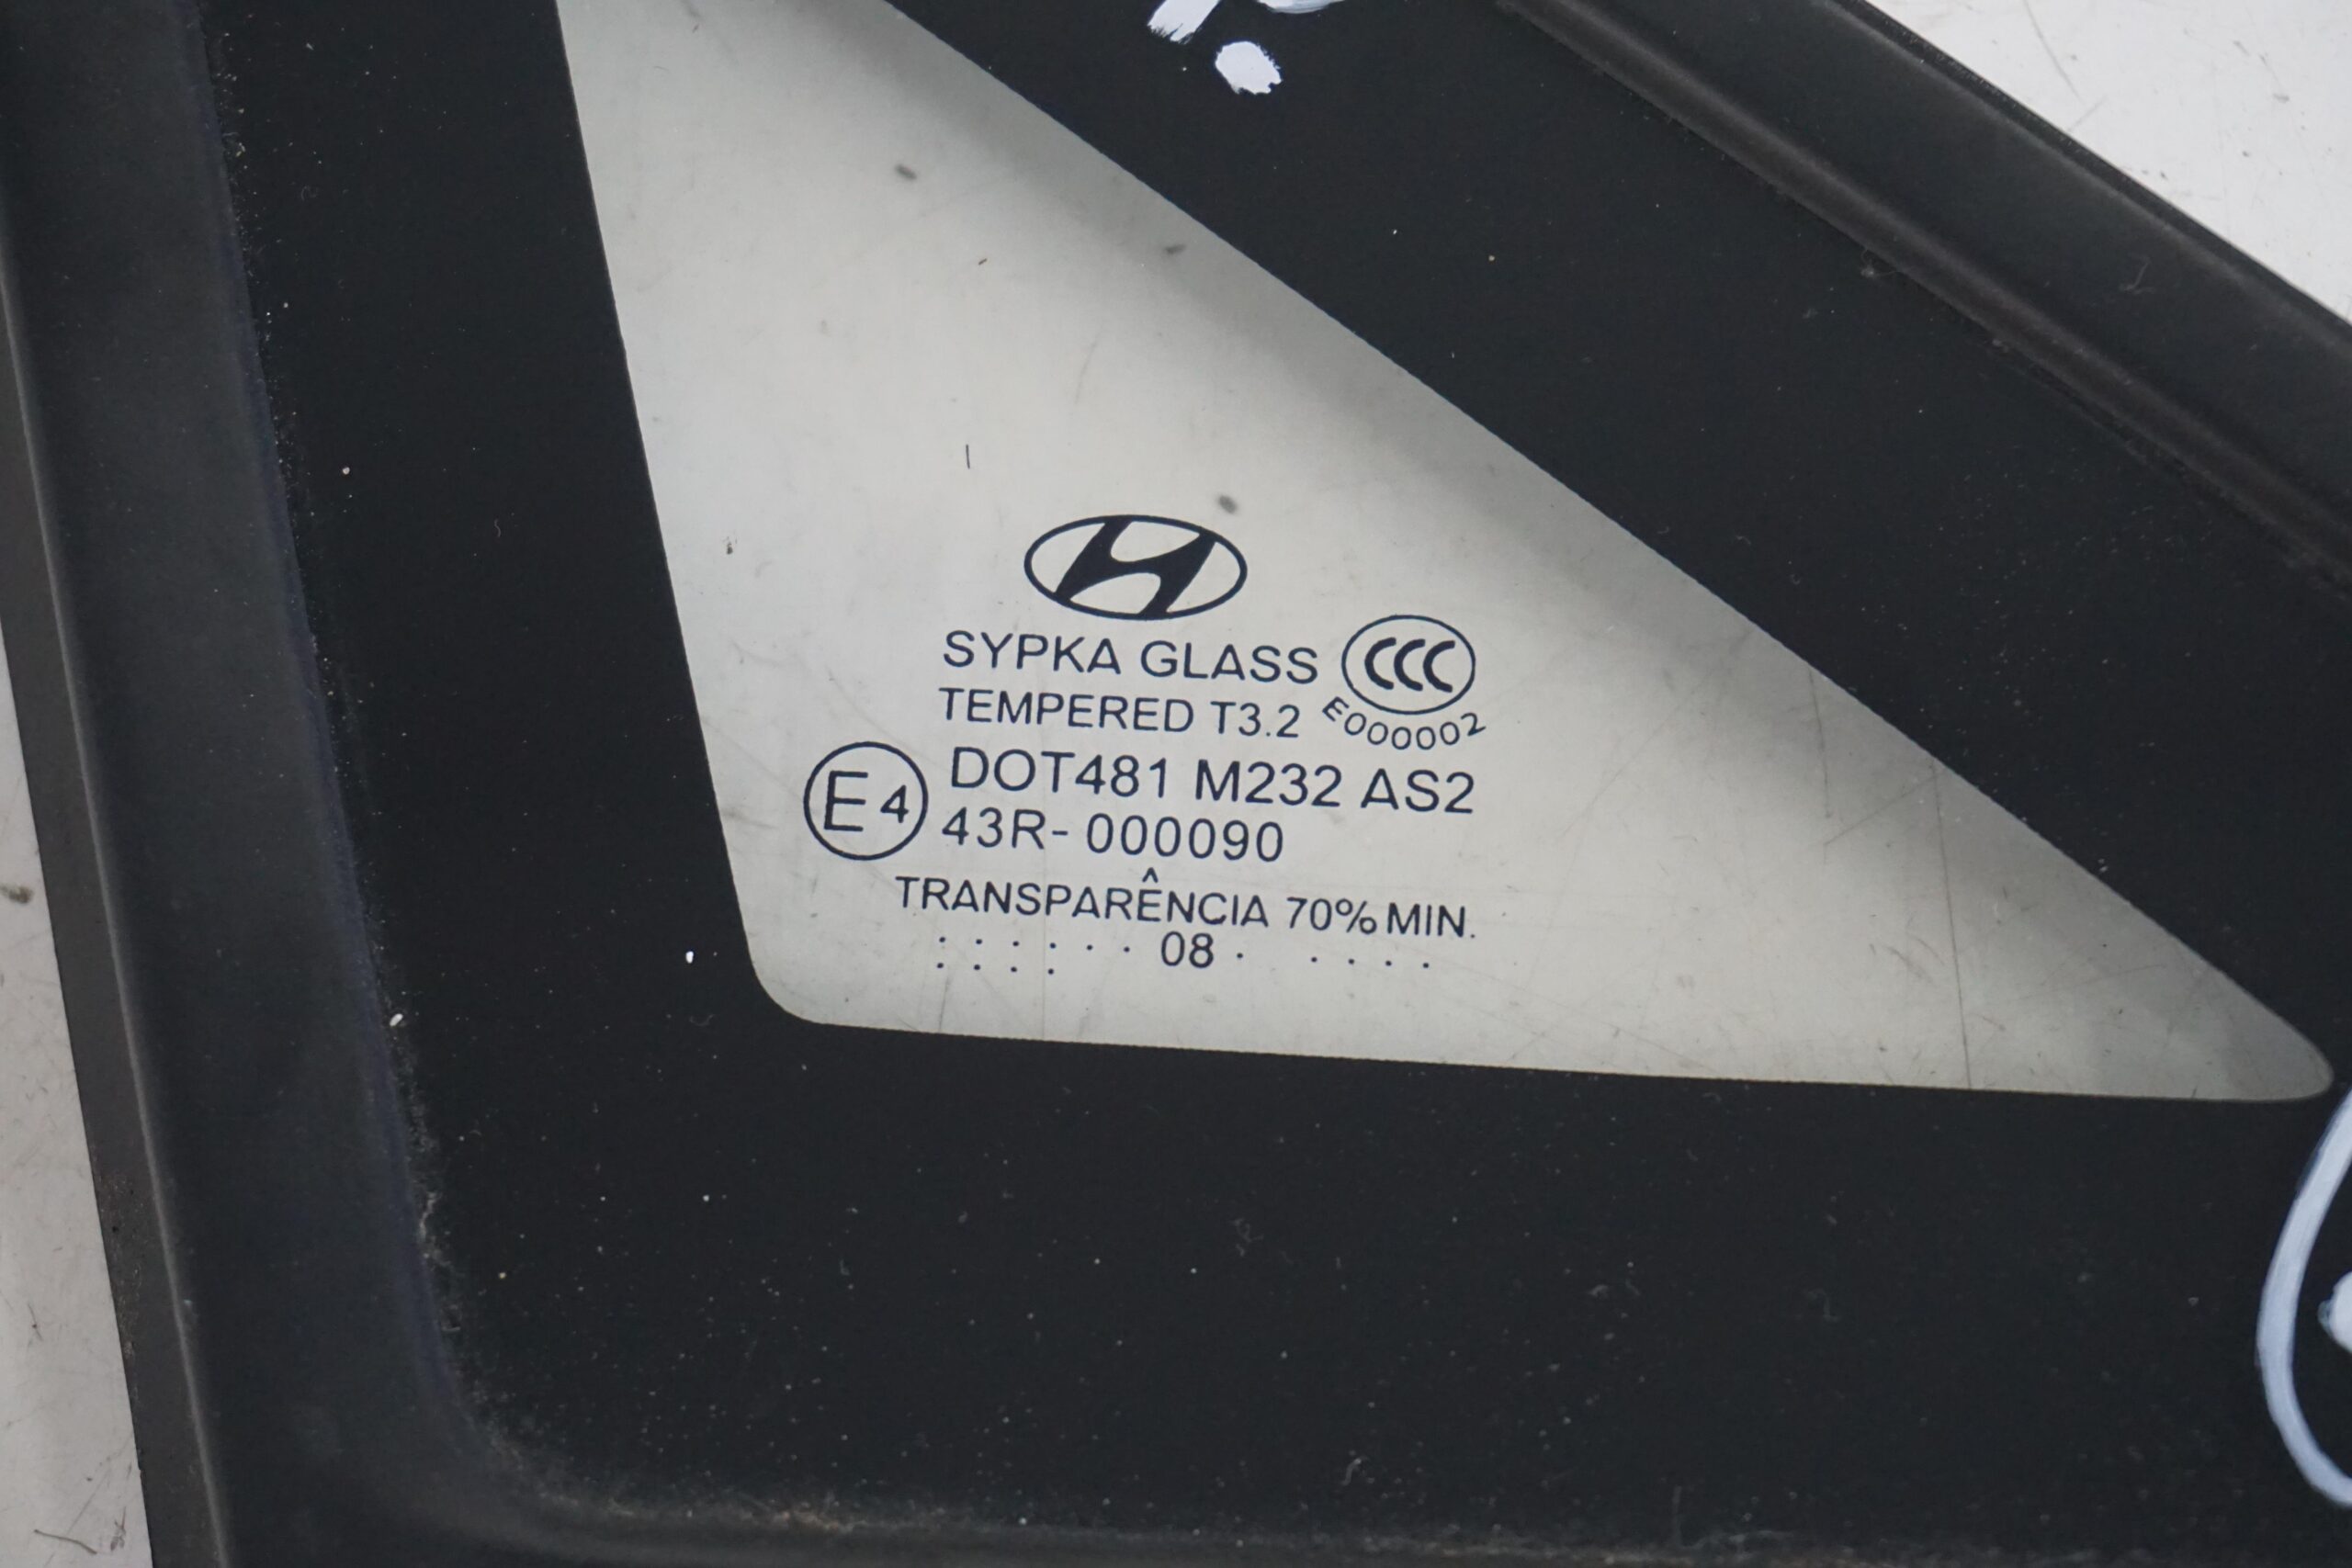 SYPKA GLASS CCC
TEMPERED T3.2 E000002
DOT481 M232 AS2
E4 43R-000090
TRANSPARÊNCIA 70% MIN.
: : : : · · 08 · · · · ·